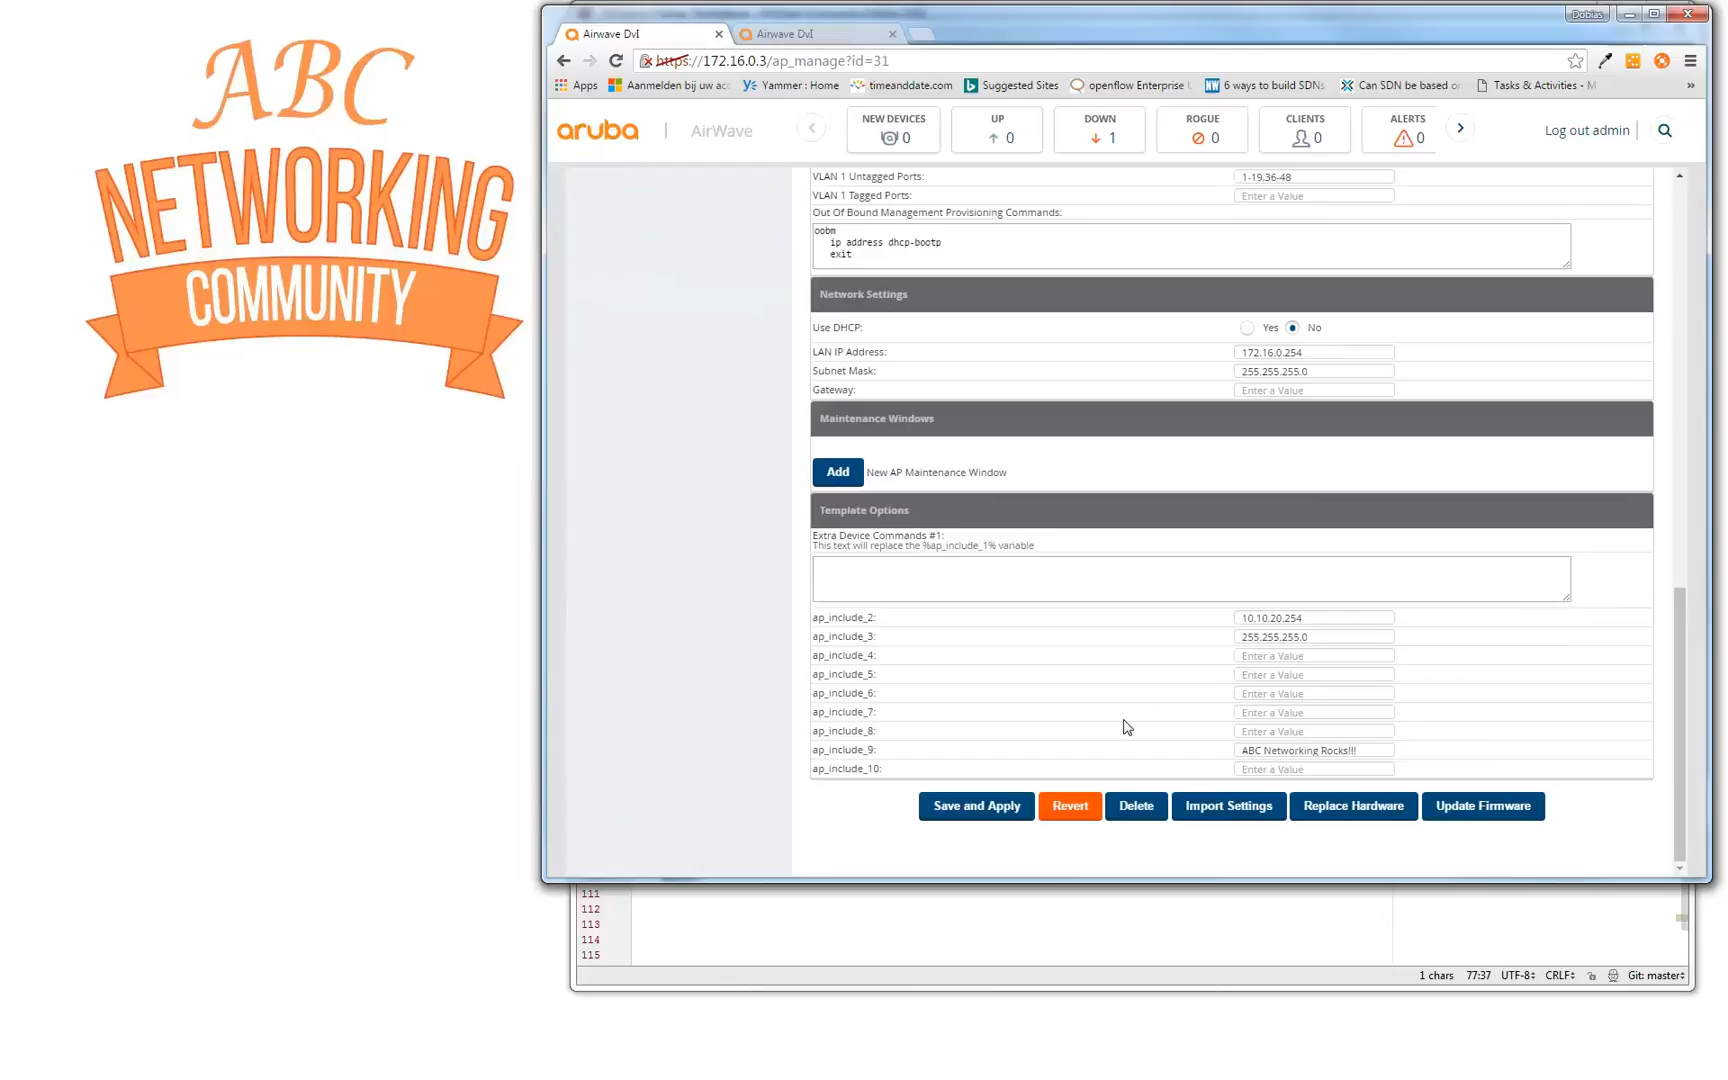 ABC
NETWORKING
COMMUNITY
Dobias
Airwave DvI
Airwave DvI
https://172.16.0.3/ap_manage?id=31
Apps
Aanmelden bij uw ac
Yammer : Home
timeanddate.com
Suggested Sites
openflow Enterprise
6 ways to build SDN
Can SDN be based o
Tasks & Activities - M
»
aruba | AirWave
NEW DEVICES
0
UP
0
DOWN
1
ROGUE
0
CLIENTS
0
ALERTS
0
Log out admin
VLAN 1 Untagged Ports: 1-19,36-48
VLAN 1 Tagged Ports: Enter a Value
Out Of Bound Management Provisioning Commands:
oobm
ip address dhcp-bootp
exit
Network Settings
Use DHCP: Yes No
LAN IP Address: 172.16.0.254
Subnet Mask: 255.255.255.0
Gateway: Enter a Value
Maintenance Windows
Add New AP Maintenance Window
Template Options
Extra Device Commands #1:
This text will replace the %ap_include_1% variable
ap_include_2: 10.10.20.254
ap_include_3: 255.255.255.0
ap_include_4: Enter a Value
ap_include_5: Enter a Value
ap_include_6: Enter a Value
ap_include_7: Enter a Value
ap_include_8: Enter a Value
ap_include_9: ABC Networking Rocks!!!
ap_include_10: Enter a Value
Save and Apply Revert Delete Import Settings Replace Hardware Update Firmware
111
112
113
114
115
1 chars 77:37 UTF-8 CRLF Git: master